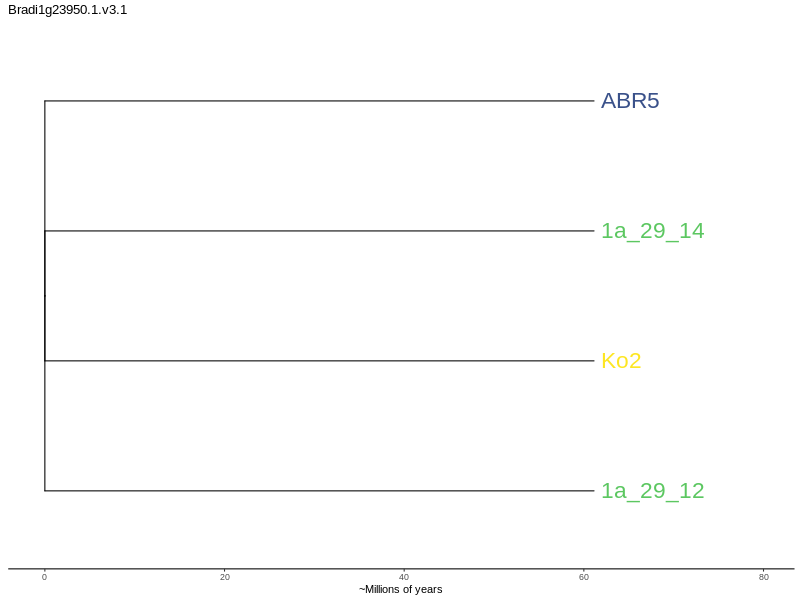 Bradi1g23950.1.v3.1
ABR5
1a_29_14
Ko2
1a_29_12
0 20 40 60 80
~Millions of years